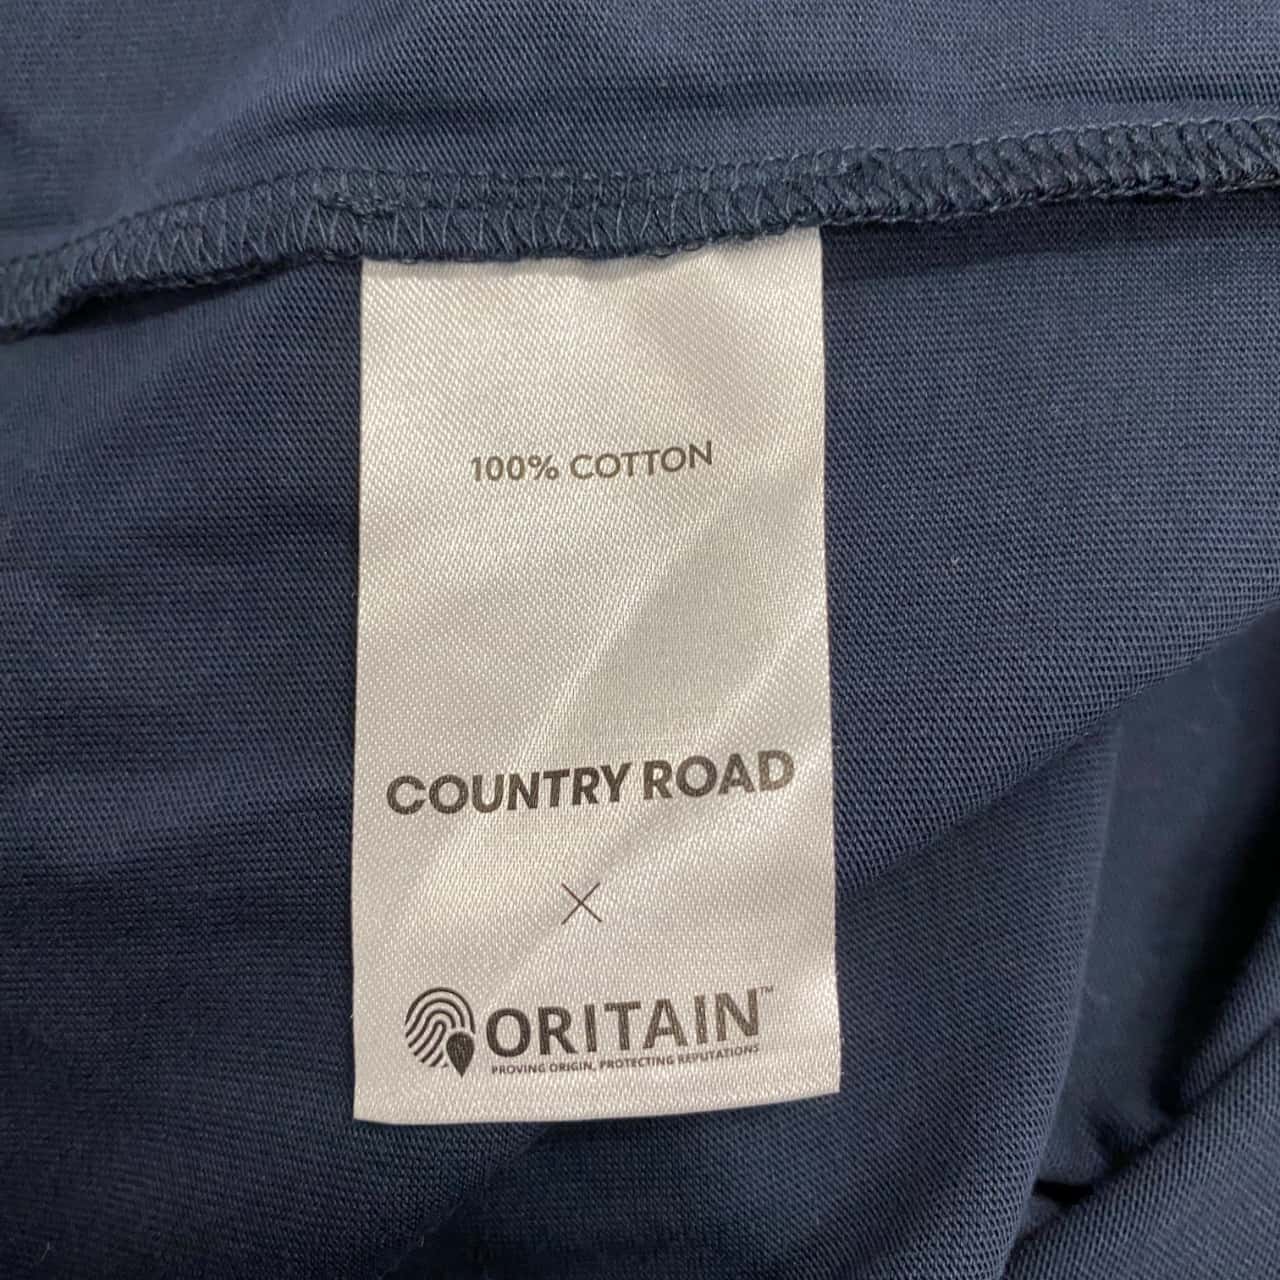 100% COTTON
COUNTRY ROAD
×
ORITAIN™
PROVING ORIGIN, PROTECTING REPUTATIONS